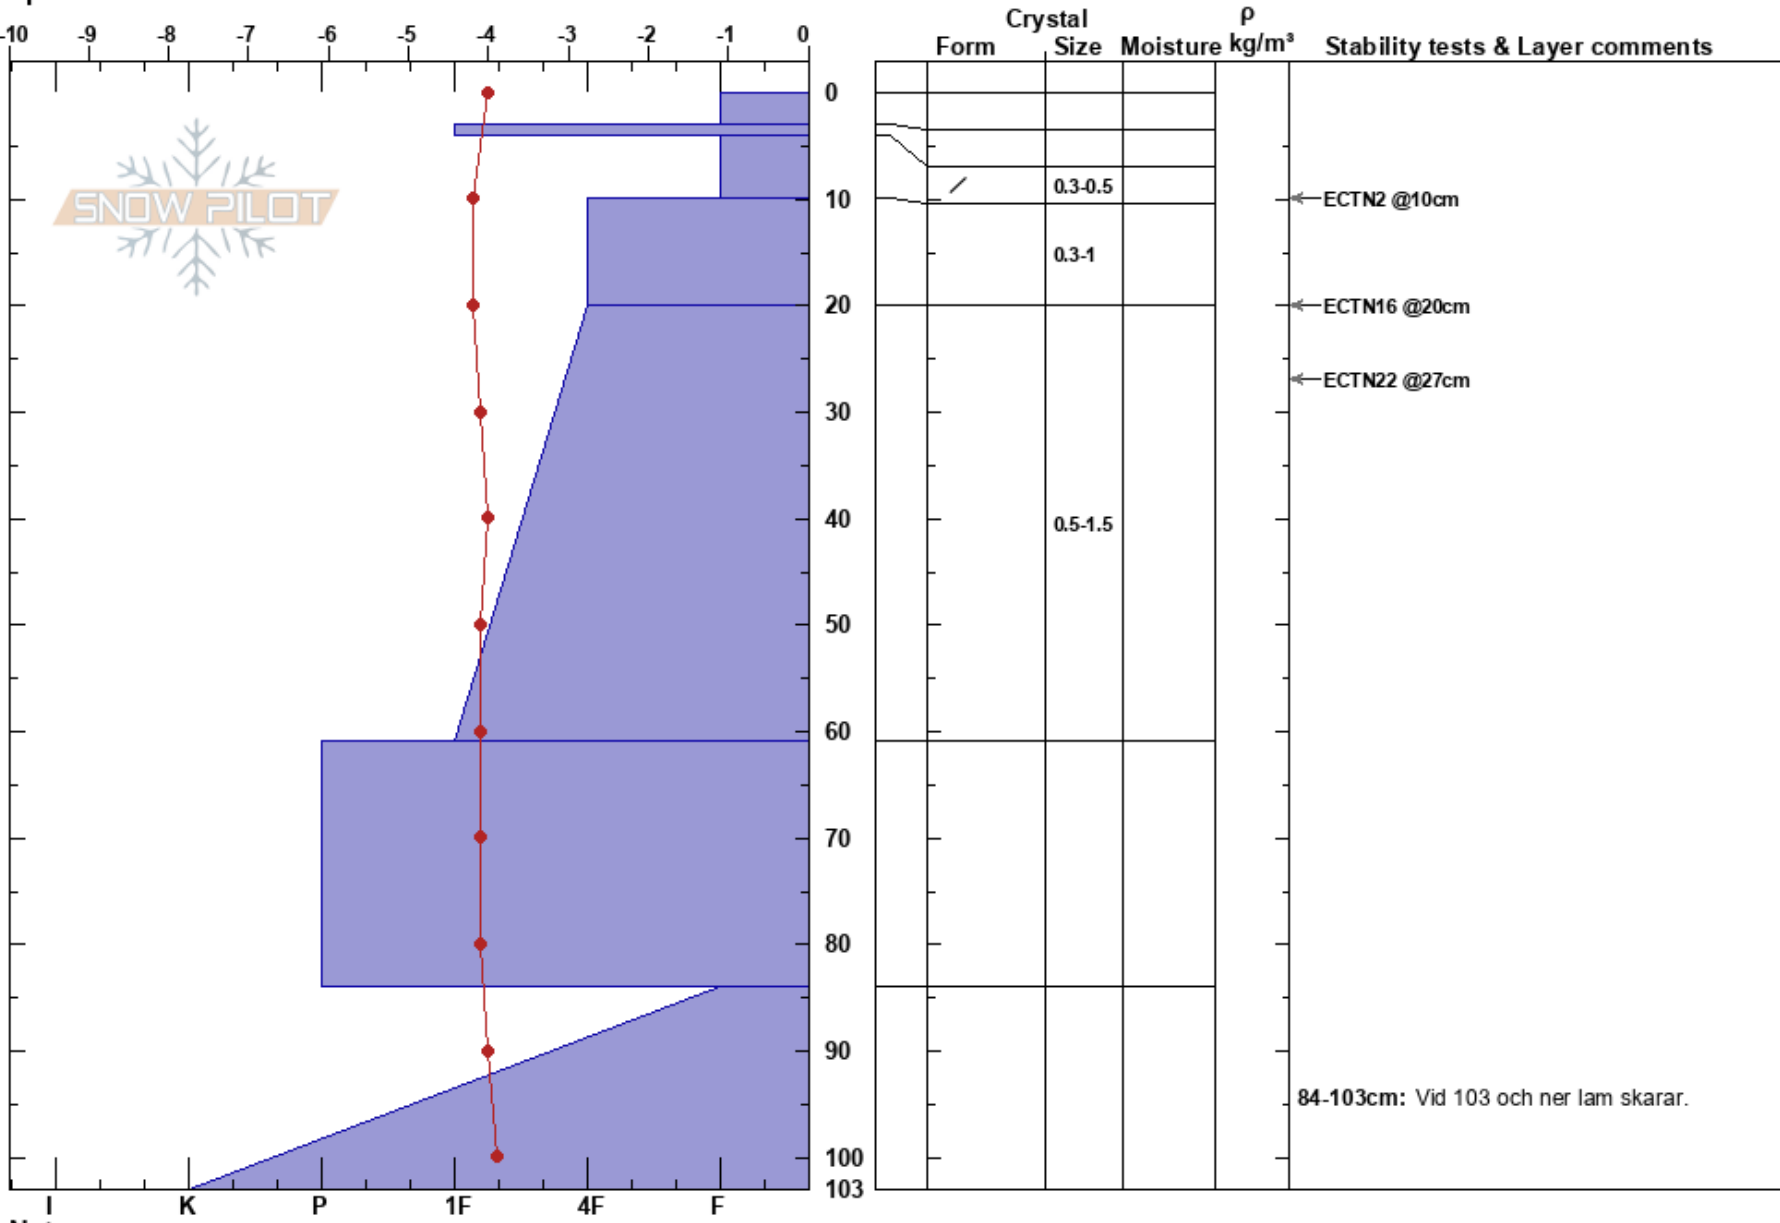 Crystal
ρ
-10 -9 -8 -7 -6 -5 -4 -3 -2 -1 0
Form Size Moisture kg/m³ Stability tests & Layer comments
0
SNOW PILOT
0.3-0.5
10
ECTN2 @10cm
0.3-1
20
ECTN16 @20cm
ECTN22 @27cm
30
40
0.5-1.5
50
60
70
80
90
84-103cm: Vid 103 och ner lam skarar.
100
103
I K P 1F 4F F